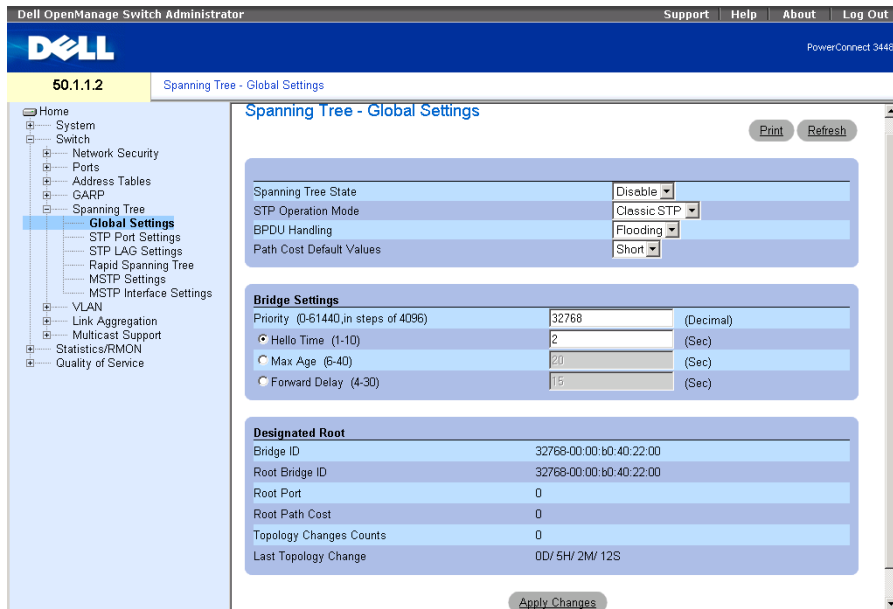 Dell OpenManage Switch Administrator Support Help About Log Out
DELL
PowerConnect 3448
50.1.1.2 Spanning Tree - Global Settings
Home
System
Switch
Network Security
Ports
Address Tables
GARP
Spanning Tree
Global Settings
STP Port Settings
STP LAG Settings
Rapid Spanning Tree
MSTP Settings
MSTP Interface Settings
VLAN
Link Aggregation
Multicast Support
Statistics/RMON
Quality of Service
Spanning Tree - Global Settings
Print Refresh
Spanning Tree State Disable
STP Operation Mode Classic STP
BPDU Handling Flooding
Path Cost Default Values Short
Bridge Settings
Priority (0-61440,in steps of 4096) 32768 (Decimal)
Hello Time (1-10) 2 (Sec)
Max Age (6-40) 20 (Sec)
Forward Delay (4-30) 15 (Sec)
Designated Root
Bridge ID 32768-00:00:b0:40:22:00
Root Bridge ID 32768-00:00:b0:40:22:00
Root Port 0
Root Path Cost 0
Topology Changes Counts 0
Last Topology Change 0D/ 5H/ 2M/ 12S
Apply Changes